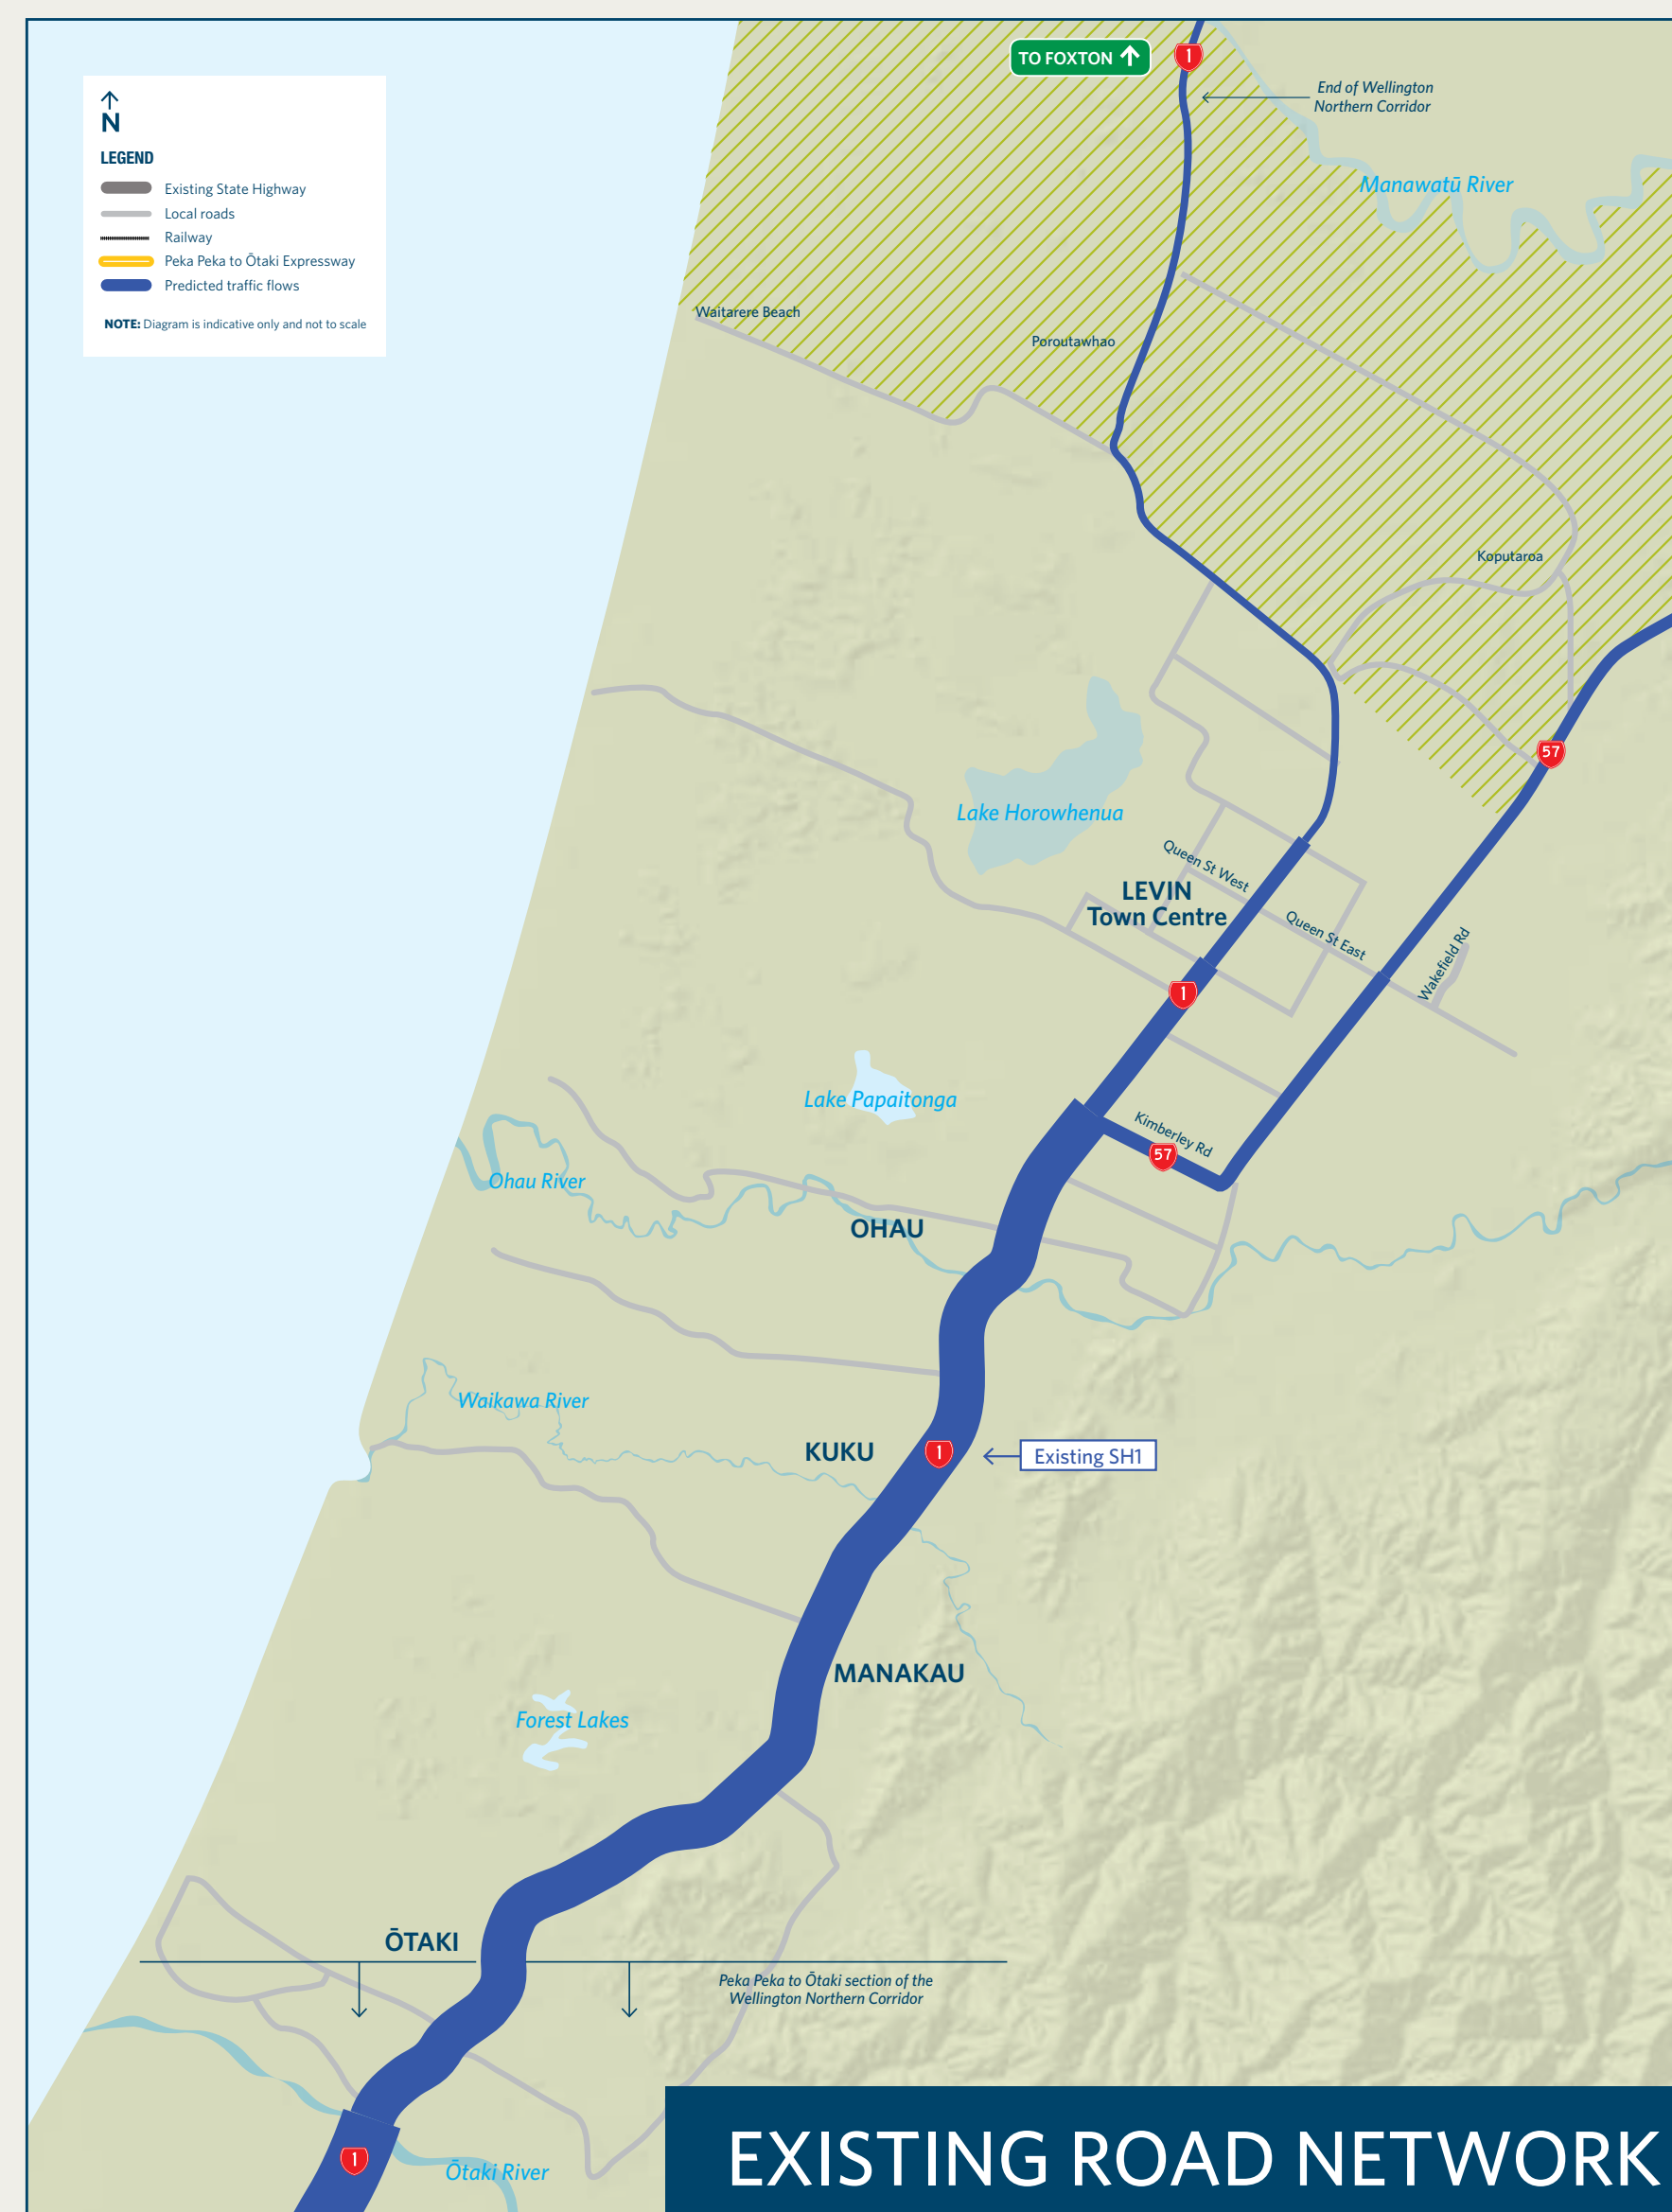 TO FOXTON
1
End of Wellington
Northern Corridor
N
LEGEND
Existing State Highway
Local roads
Railway
Peka Peka to Ōtaki Expressway
Predicted traffic flows
NOTE: Diagram is indicative only and not to scale
Manawatū River
Waitarere Beach
Poroutawhao
Koputaroa
57
Lake Horowhenua
Queen St West
LEVIN
Town Centre
Queen St East
Wakefield Rd
1
Lake Papaitonga
Kimberley Rd
57
Ohau River
OHAU
Waikawa River
KUKU
1
Existing SH1
MANAKAU
Forest Lakes
ŌTAKI
Peka Peka to Ōtaki section of the
Wellington Northern Corridor
1
Ōtaki River
EXISTING ROAD NETWORK